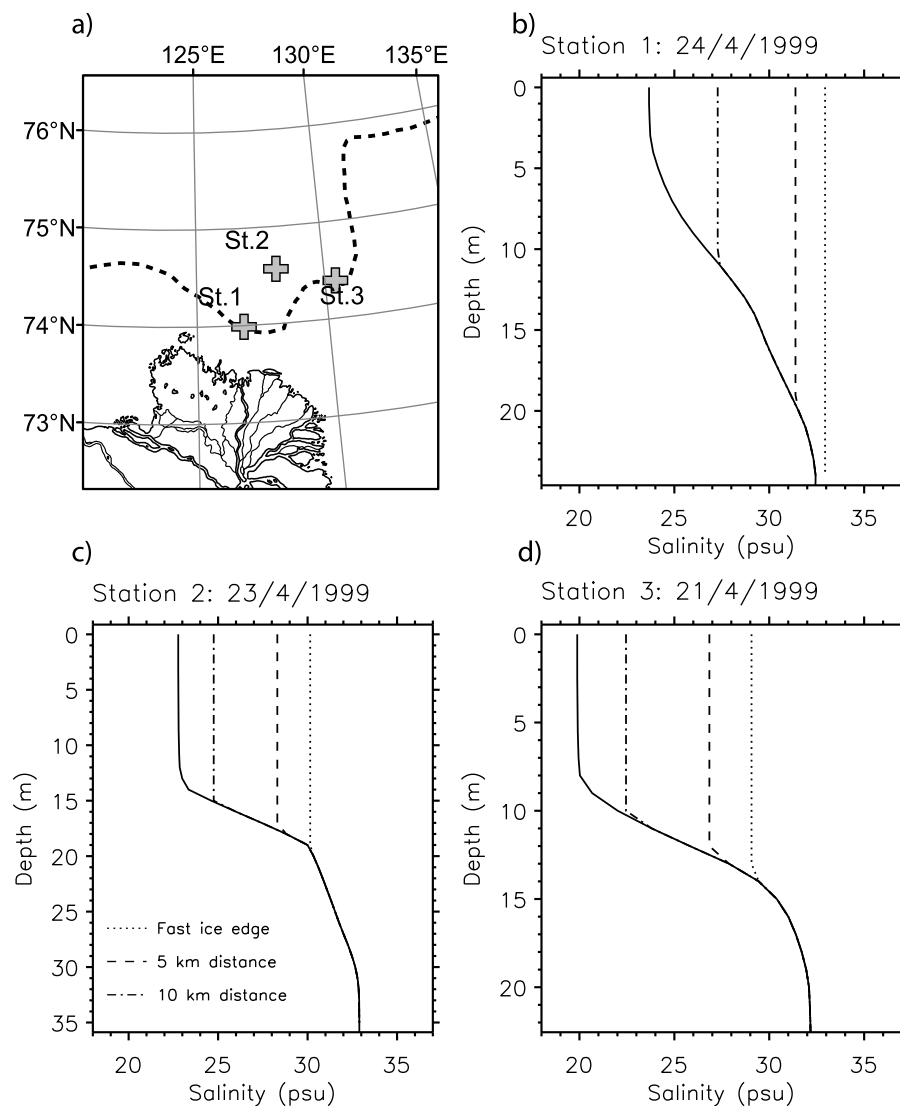 a)
125°E 130°E 135°E
76°N
75°N
74°N
73°N
St.2
St.1
St.3
b)
Station 1: 24/4/1999
0
5
10
15
20
Depth (m)
20 25 30 35
Salinity (psu)
c)
Station 2: 23/4/1999
0
5
10
15
20
25
30
35
Depth (m)
Fast ice edge
5 km distance
10 km distance
20 25 30 35
Salinity (psu)
d)
Station 3: 21/4/1999
0
5
10
15
20
Depth (m)
20 25 30 35
Salinity (psu)